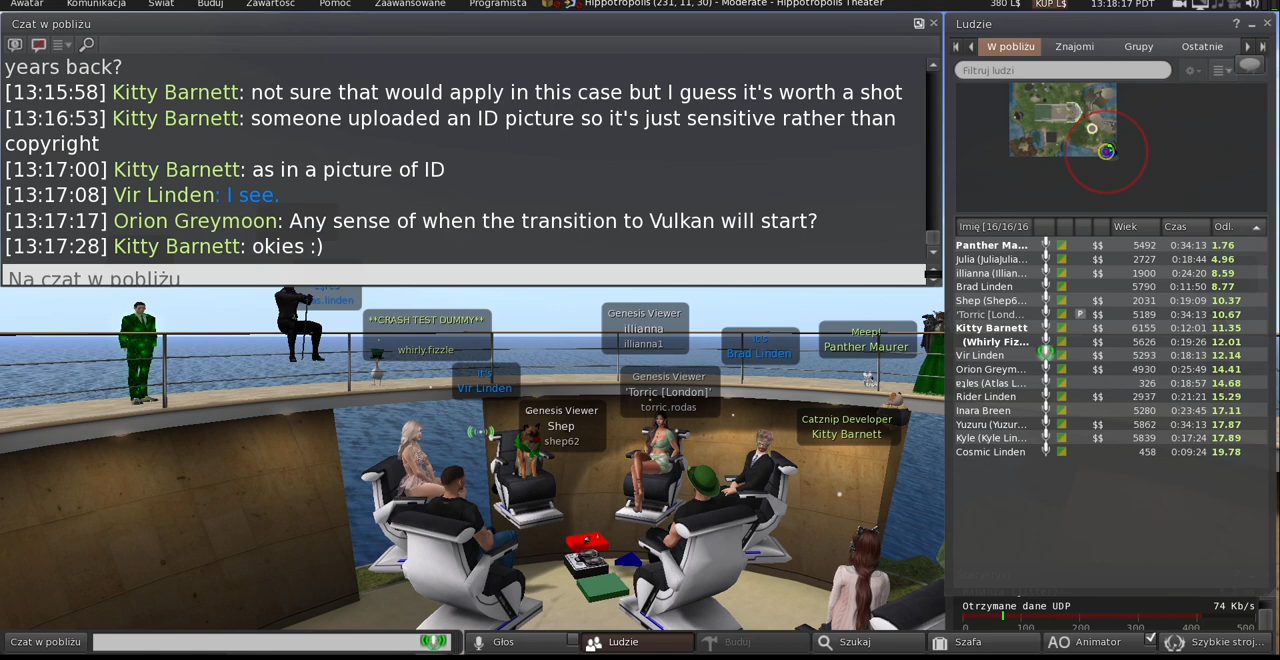 Awatar Komunikacja Świat Buduj Zawartość Pomoc Zaawansowane Programista Hippotropolis (231, 11, 30) - Moderate - Hippotropolis Theater 380 L$ KUP L$ 13:18:17 PDT
Czat w pobliżu
years back?
[13:15:58] Kitty Barnett: not sure that would apply in this case but I guess it's worth a shot
[13:16:53] Kitty Barnett: someone uploaded an ID picture so it's just sensitive rather than
copyright
[13:17:00] Kitty Barnett: as in a picture of ID
[13:17:08] Vir Linden: I see.
[13:17:17] Orion Greymoon: Any sense of when the transition to Vulkan will start?
[13:17:28] Kitty Barnett: okies :)
Na czat w pobliżu
Ludzie
W pobliżu Znajomi Grupy Ostatnie
Filtruj ludzi
Imię [16/16/16 Wiek Czas Odl.
Panther Ma... $$ 5492 0:34:13 1.76
Julia (JuliaJulia... $$ 2727 0:18:44 4.96
illianna (Illian... $$ 1900 0:24:20 8.59
Brad Linden 5790 0:11:50 8.77
Shep (Shep6... $$ 2031 0:19:09 10.37
'Torric [Lond... P $$ 5189 0:34:13 10.67
Kitty Barnett $$ 6155 0:12:01 11.35
(Whirly Fiz... $$ 5626 0:19:26 12.01
Vir Linden $$ 5293 0:18:13 12.14
Orion Greym... $$ 4930 0:25:49 14.41
(Atlas L... 326 0:18:57 14.68
Rider Linden $$ 2937 0:21:21 15.29
Inara Breen 5280 0:23:45 17.11
Yuzuru (Yuzur... $$ 5862 0:34:13 17.87
Kyle (Kyle Lin... $$ 5839 0:17:24 17.89
Cosmic Linden 458 0:09:24 19.78
as.linden
**CRASH TEST DUMMY**
whirly.fizzle
It's
Vir Linden
Genesis Viewer
illianna
illianna1
It's
Brad Linden
Meep!
Panther Maurer
Genesis Viewer
'Torric [London]'
torric.rodas
Genesis Viewer
Shep
shep62
Catznip Developer
Kitty Barnett
Otrzymane dane UDP 74 Kb/s
0 100 200 300 400 500
Czat w pobliżu Głos Ludzie Buduj Szukaj Szafa AO Animator Szybkie stroj...